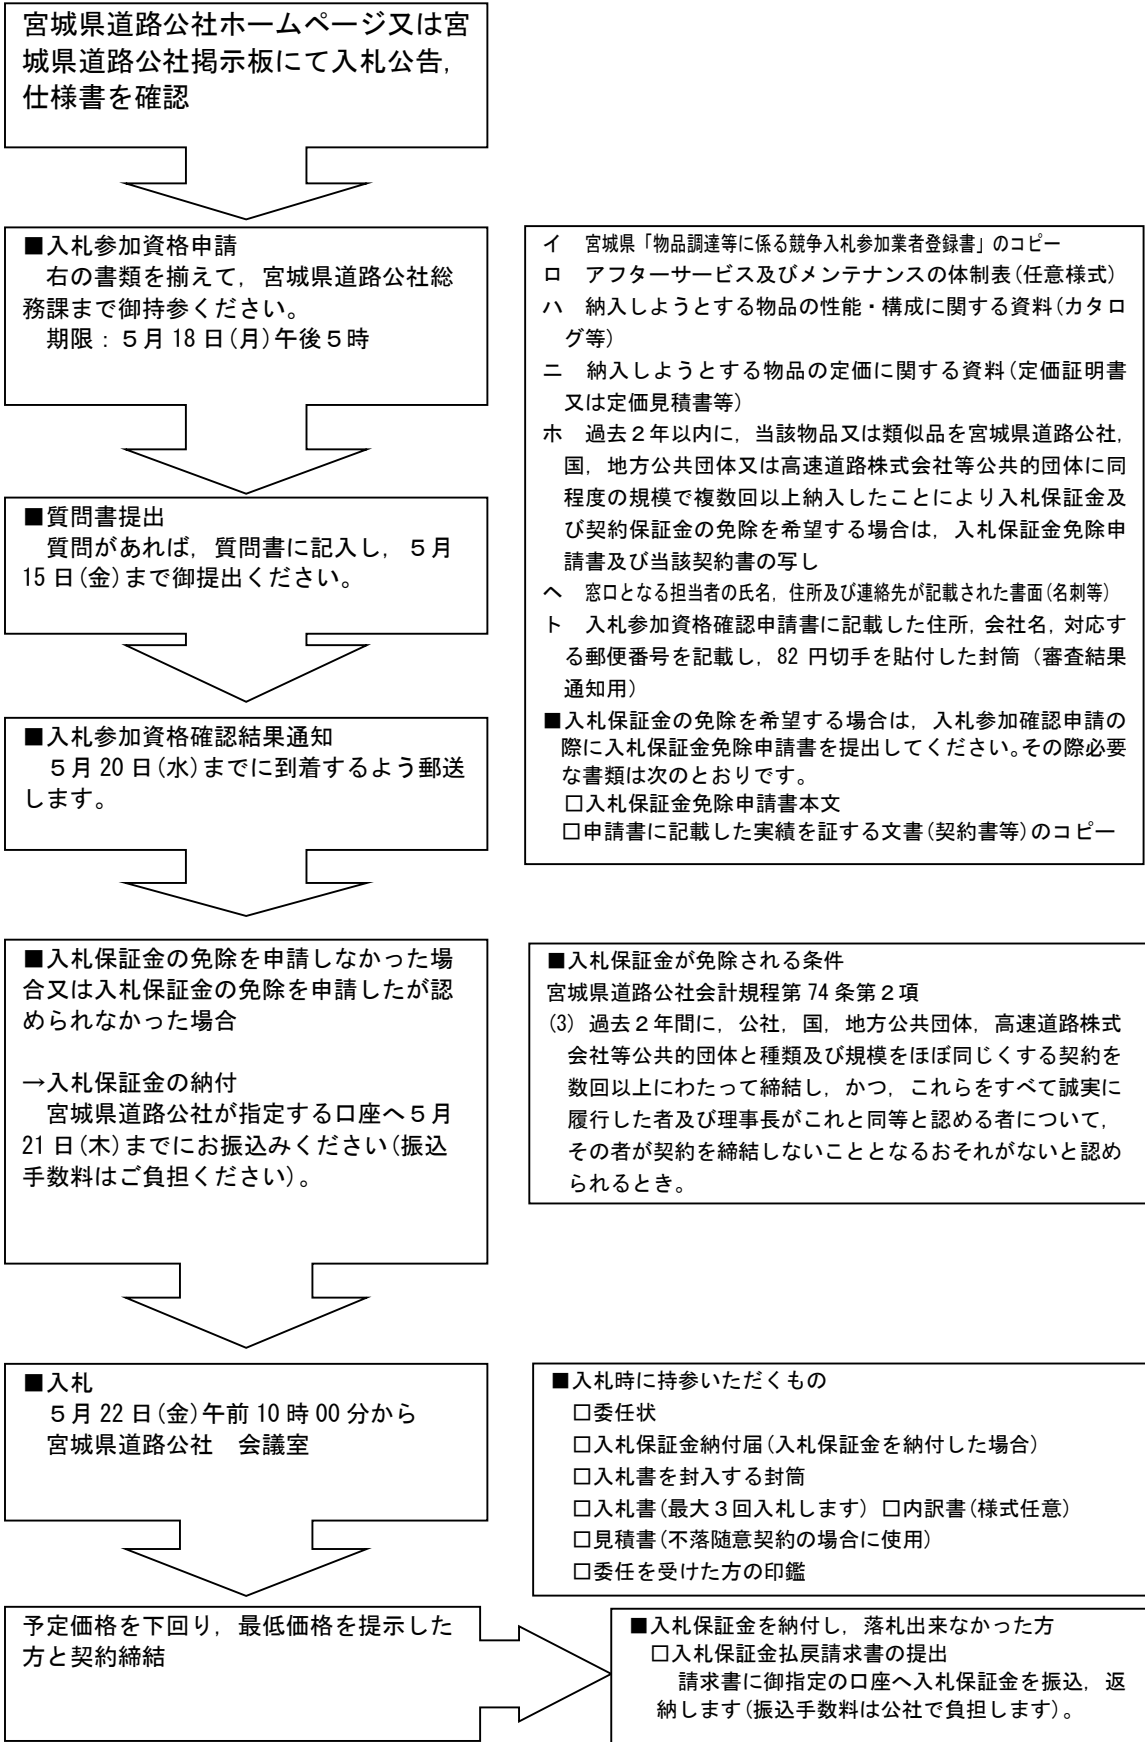 宮城県道路公社ホームページ又は宮
城県道路公社掲示板にて入札公告，
仕様書を確認
■入札参加資格申請
右の書類を揃えて，宮城県道路公社総
務課まで御持参ください。
期限：５月18日(月)午後５時
イ　宮城県「物品調達等に係る競争入札参加業者登録書」のコピー
ロ　アフターサービス及びメンテナンスの体制表(任意様式)
ハ　納入しようとする物品の性能・構成に関する資料(カタロ
グ等)
ニ　納入しようとする物品の定価に関する資料(定価証明書
又は定価見積書等)
ホ　過去２年以内に，当該物品又は類似品を宮城県道路公社，
国，地方公共団体又は高速道路株式会社等公共的団体に同
程度の規模で複数回以上納入したことにより入札保証金及
び契約保証金の免除を希望する場合は，入札保証金免除申
請書及び当該契約書の写し
ヘ　窓口となる担当者の氏名，住所及び連絡先が記載された書面(名刺等)
ト　入札参加資格確認申請書に記載した住所，会社名，対応す
る郵便番号を記載し，82円切手を貼付した封筒（審査結果
通知用）
■入札保証金の免除を希望する場合は，入札参加確認申請の
際に入札保証金免除申請書を提出してください。その際必要
な書類は次のとおりです。
□入札保証金免除申請書本文
□申請書に記載した実績を証する文書(契約書等)のコピー
■質問書提出
質問があれば，質問書に記入し，５月
15日(金)まで御提出ください。
■入札参加資格確認結果通知
５月20日(水)までに到着するよう郵送
します。
■入札保証金の免除を申請しなかった場
合又は入札保証金の免除を申請したが認
められなかった場合
→入札保証金の納付
宮城県道路公社が指定する口座へ５月
21日(木)までにお振込みください(振込
手数料はご負担ください)。
■入札保証金が免除される条件
宮城県道路公社会計規程第74条第２項
(3) 過去２年間に，公社，国，地方公共団体，高速道路株式
会社等公共的団体と種類及び規模をほぼ同じくする契約を
数回以上にわたって締結し，かつ，これらをすべて誠実に
履行した者及び理事長がこれと同等と認める者について，
その者が契約を締結しないこととなるおそれがないと認め
られるとき。
■入札
５月22日(金)午前10時00分から
宮城県道路公社　会議室
■入札時に持参いただくもの
□委任状
□入札保証金納付届(入札保証金を納付した場合)
□入札書を封入する封筒
□入札書(最大３回入札します) □内訳書(様式任意)
□見積書(不落随意契約の場合に使用)
□委任を受けた方の印鑑
予定価格を下回り，最低価格を提示した
方と契約締結
■入札保証金を納付し，落札出来なかった方
□入札保証金払戻請求書の提出
請求書に御指定の口座へ入札保証金を振込，返
納します(振込手数料は公社で負担します)。